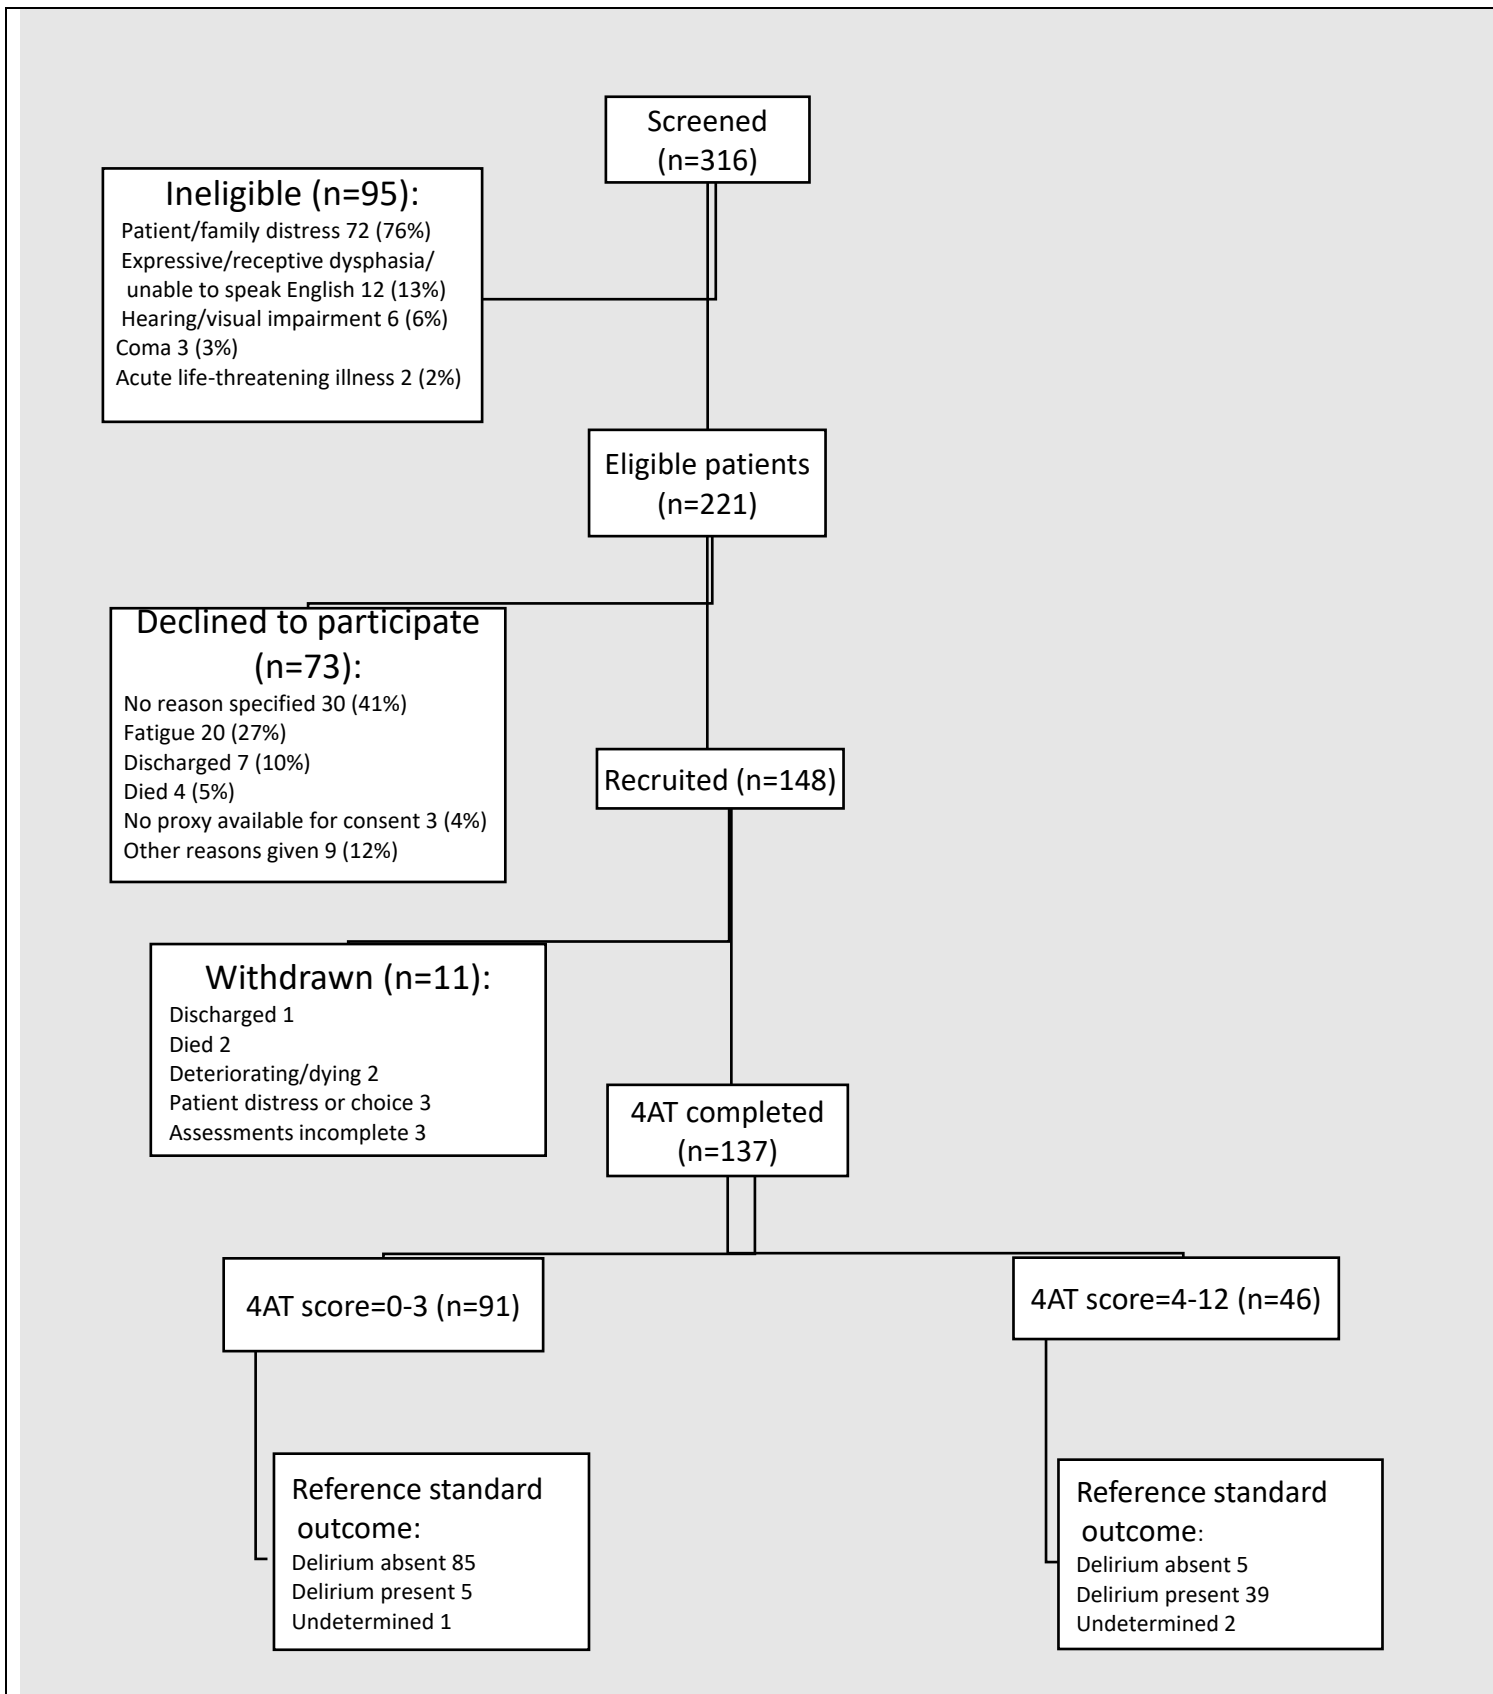 Screened
(n=316)
Ineligible (n=95):
Patient/family distress 72 (76%)
Expressive/receptive dysphasia/
unable to speak English 12 (13%)
Hearing/visual impairment 6 (6%)
Coma 3 (3%)
Acute life-threatening illness 2 (2%)
Eligible patients
(n=221)
Declined to participate
(n=73):
No reason specified 30 (41%)
Fatigue 20 (27%)
Discharged 7 (10%)
Died 4 (5%)
No proxy available for consent 3 (4%)
Other reasons given 9 (12%)
Recruited (n=148)
Withdrawn (n=11):
Discharged 1
Died 2
Deteriorating/dying 2
Patient distress or choice 3
Assessments incomplete 3
4AT completed
(n=137)
4AT score=0-3 (n=91)
4AT score=4-12 (n=46)
Reference standard
outcome:
Delirium absent 85
Delirium present 5
Undetermined 1
Reference standard
outcome:
Delirium absent 5
Delirium present 39
Undetermined 2